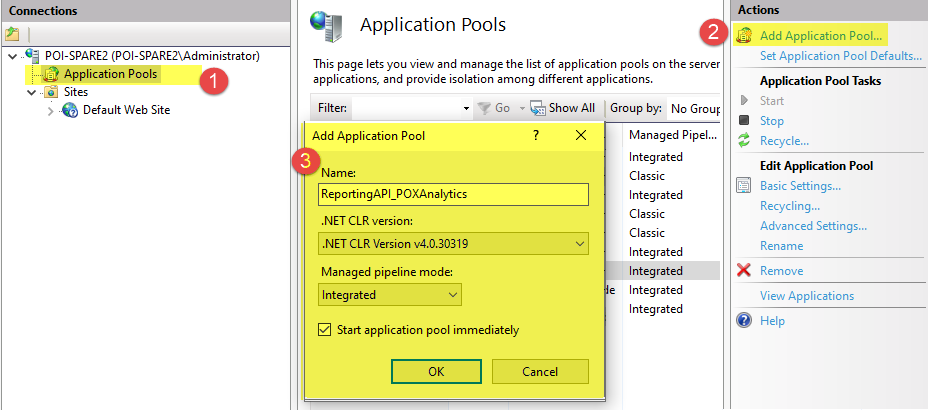 Connections
POI-SPARE2 (POI-SPARE2\Administrator)
Application Pools
1
Sites
Default Web Site
Application Pools
This page lets you view and manage the list of application pools on the server
applications, and provide isolation among different applications.
Filter:
Go
Show All
Group by:
No Group
Managed Pipel...
Integrated
Classic
Integrated
Classic
Classic
Integrated
Integrated
Integrated
Integrated
Add Application Pool
?
3
Name:
ReportingAPI_POXAnalytics
.NET CLR version:
.NET CLR Version v4.0.30319
Managed pipeline mode:
Integrated
Start application pool immediately
OK
Cancel
Actions
2
Add Application Pool...
Set Application Pool Defaults...
Application Pool Tasks
Start
Stop
Recycle...
Edit Application Pool
Basic Settings...
Recycling...
Advanced Settings...
Rename
Remove
View Applications
Help